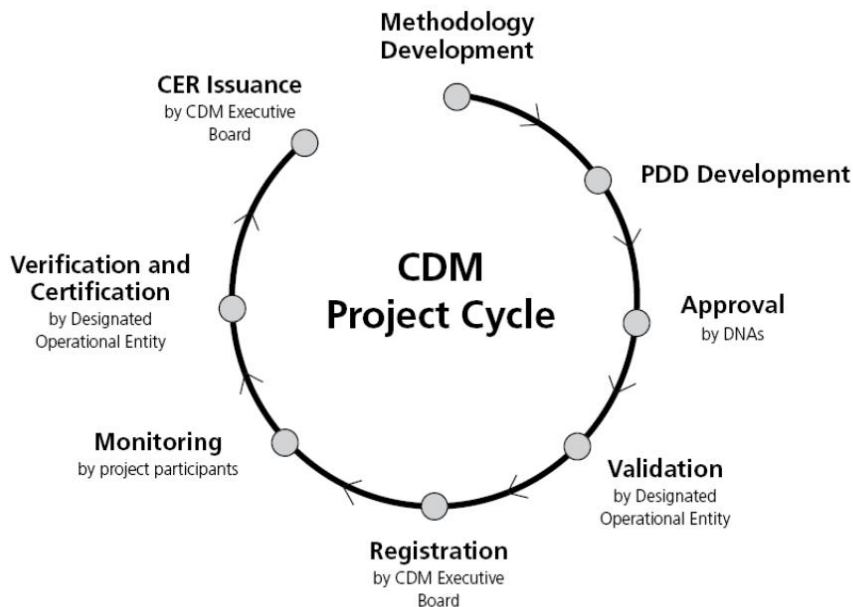 Methodology
Development
CER Issuance
by CDM Executive
Board
PDD Development
CDM
Project Cycle
Verification and
Certification
by Designated
Operational Entity
Approval
by DNAs
Monitoring
by project participants
Validation
by Designated
Operational Entity
Registration
by CDM Executive
Board